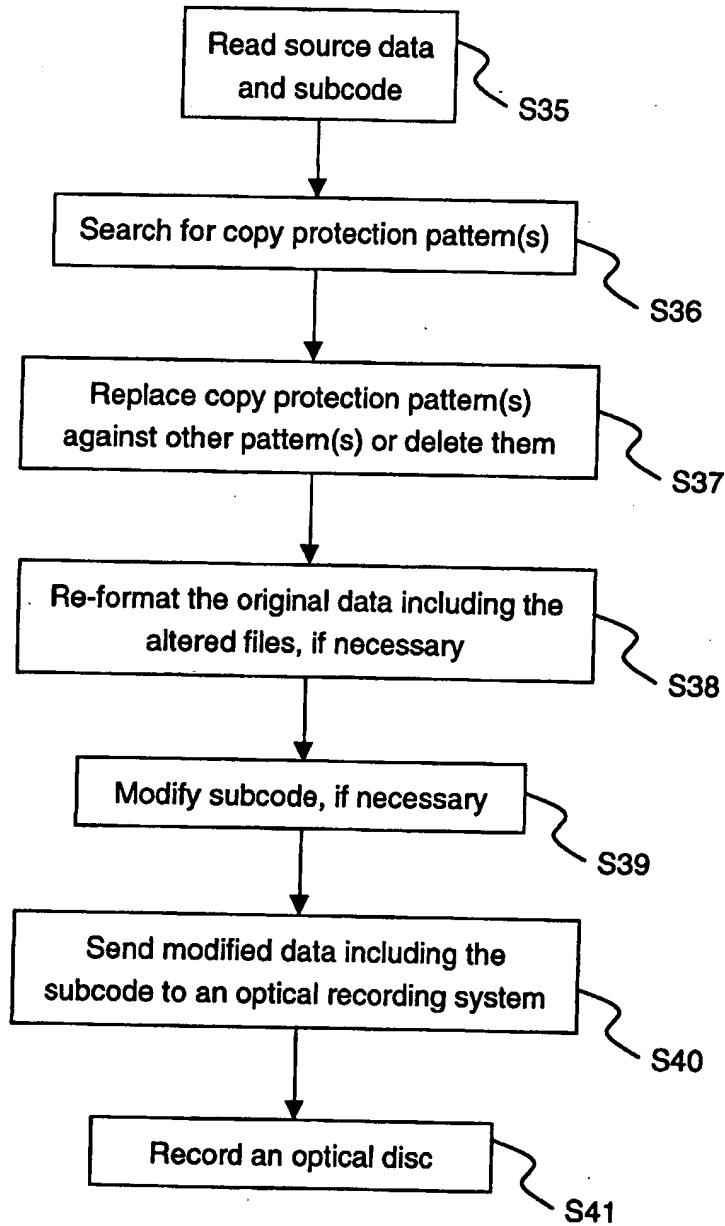 Read source data
and subcode
S35
Search for copy protection pattern(s)
S36
Replace copy protection pattern(s)
against other pattern(s) or delete them
S37
Re-format the original data including the
altered files, if necessary
S38
Modify subcode, if necessary
S39
Send modified data including the
subcode to an optical recording system
S40
Record an optical disc
S41